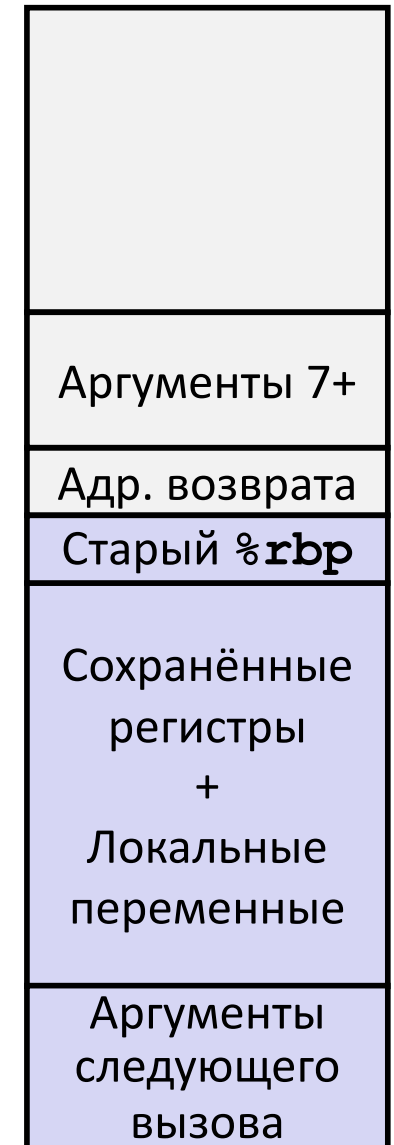 Аргументы 7+
Адр. возврата
Старый %rbp
Сохранённые
регистры
+
Локальные
переменные
Аргументы
следующего
вызова